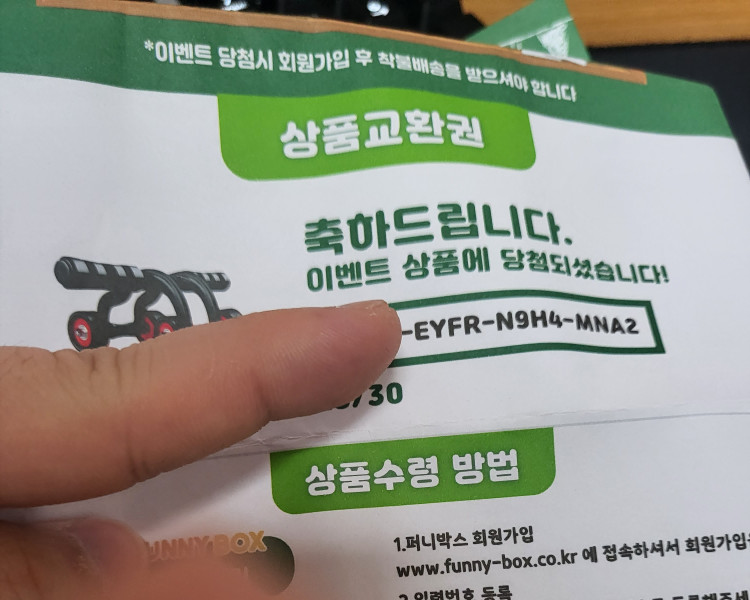 *이벤트 당첨시 회원가입 후 착불배송을 받으셔야 합니다
상품교환권
축하드립니다.
이벤트 상품에 당첨되셨습니다!
-EYFR-N9H4-MNA2
/30
상품수령 방법
FUNNY BOX
1.퍼니박스 회원가입
www.funny-box.co.kr 에 접속하셔서 회원가입